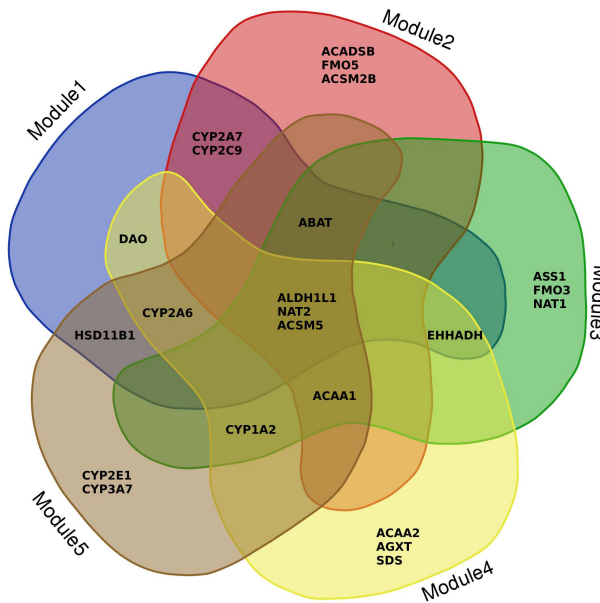 Module2
ACADSB
FMO5
ACSM2B
Module1
CYP2A7
CYP2C9
ABAT
DAO
Module3
ASS1
FMO3
NAT1
ALDH1L1
NAT2
ACSM5
CYP2A6
HSD11B1
EHHADH
ACAA1
CYP1A2
CYP2E1
CYP3A7
Module5
ACAA2
AGXT
SDS
Module4